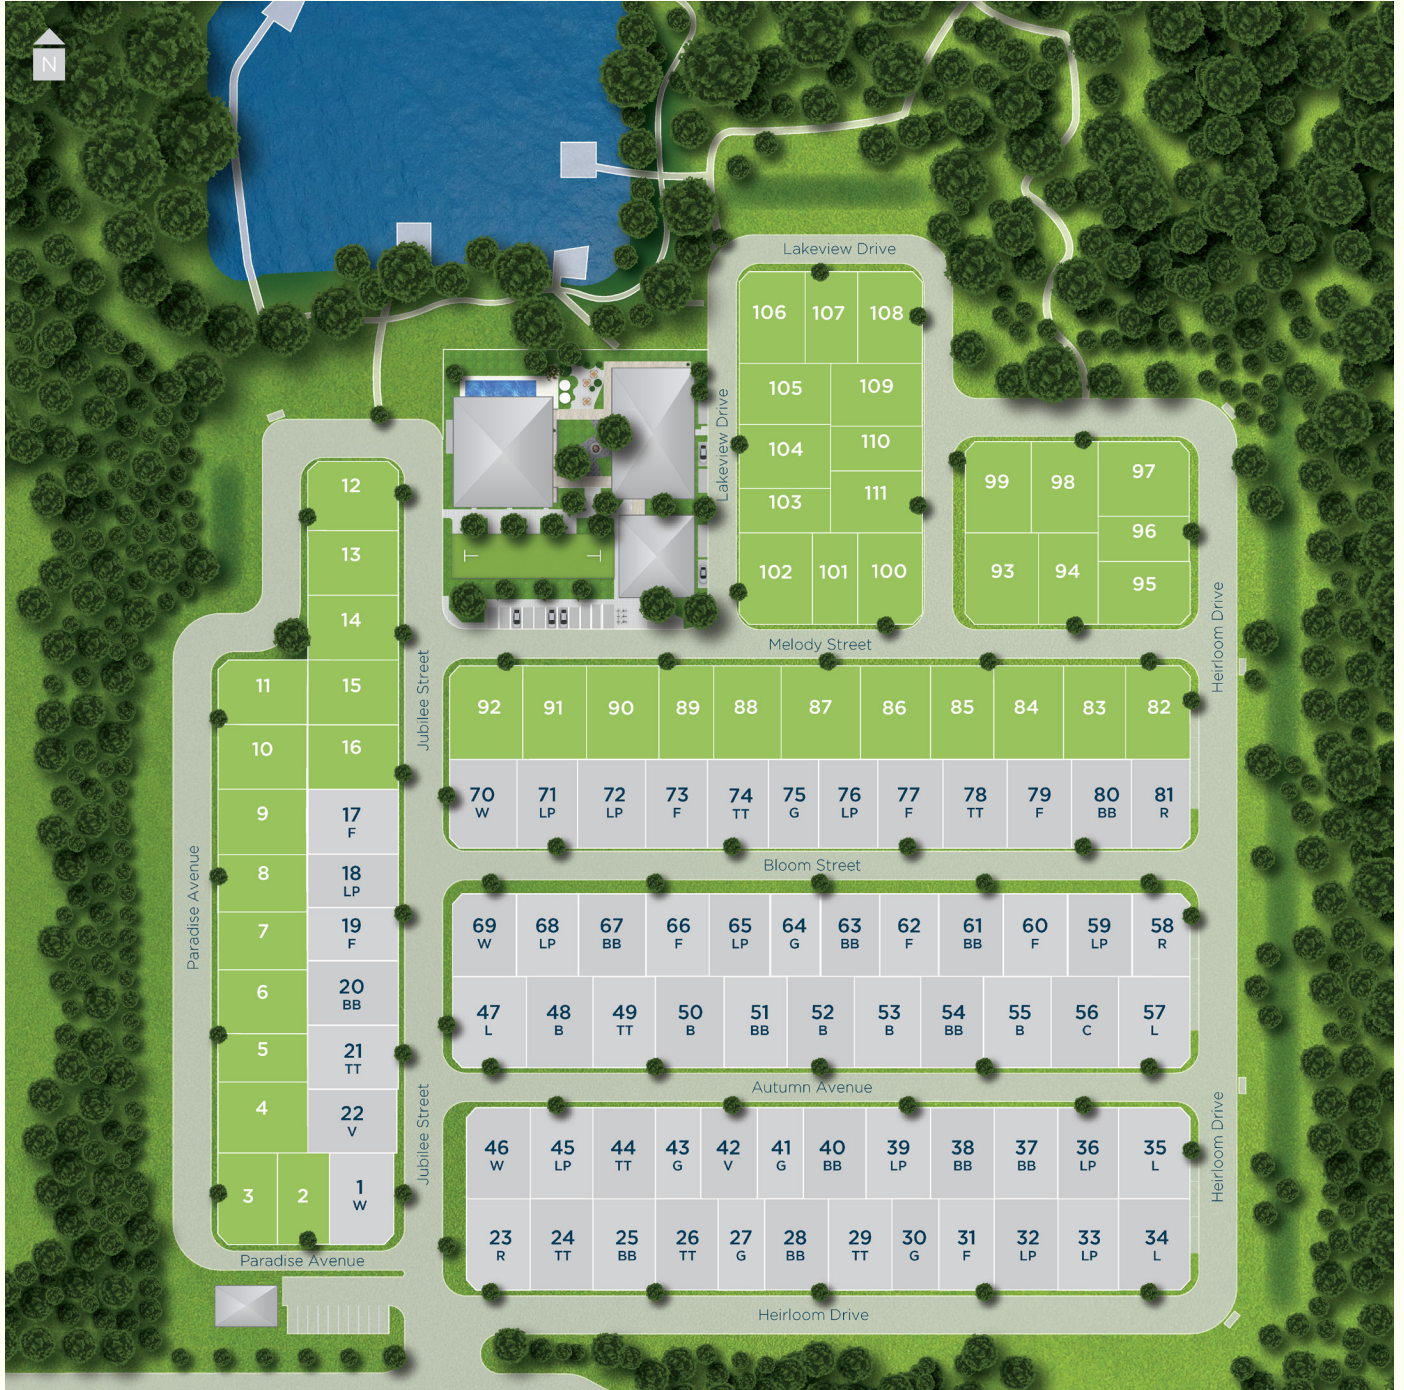 N
Lakeview Drive
106
107
108
105
109
104
110
103
111
102
101
100
Lakeview Drive
99
98
97
96
93
94
95
Melody Street
Heirloom Drive
12
13
14
11
15
10
16
9
17
F
8
18
LP
7
19
F
6
20
BB
5
21
TT
4
22
V
3
2
1
W
Jubilee Street
Paradise Avenue
Jubilee Street
Paradise Avenue
92
91
90
89
88
87
86
85
84
83
82
70
W
71
LP
72
LP
73
F
74
TT
75
G
76
LP
77
F
78
TT
79
F
80
BB
81
R
Bloom Street
69
W
68
LP
67
BB
66
F
65
LP
64
G
63
BB
62
F
61
BB
60
F
59
LP
58
R
47
L
48
B
49
TT
50
B
51
BB
52
B
53
B
54
BB
55
B
56
C
57
L
Autumn Avenue
Heirloom Drive
46
W
45
LP
44
TT
43
G
42
V
41
G
40
BB
39
LP
38
BB
37
BB
36
LP
35
L
23
R
24
TT
25
BB
26
TT
27
G
28
BB
29
TT
30
G
31
F
32
LP
33
LP
34
L
Heirloom Drive